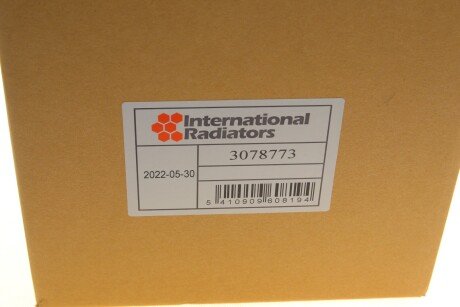 International
Radiators
3078773
2022-05-30
5 410909 608194